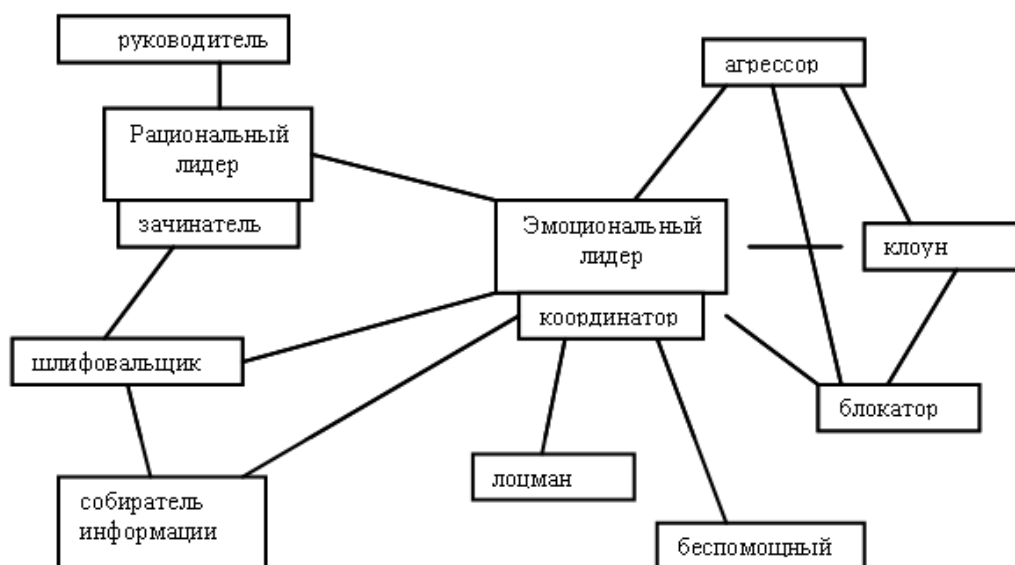 руководитель
агрессор
Рациональный
лидер
зачинатель
Эмоциональный
лидер
клоун
координатор
шлифовальщик
блокатор
лоцман
собиратель
информации
беспомощный